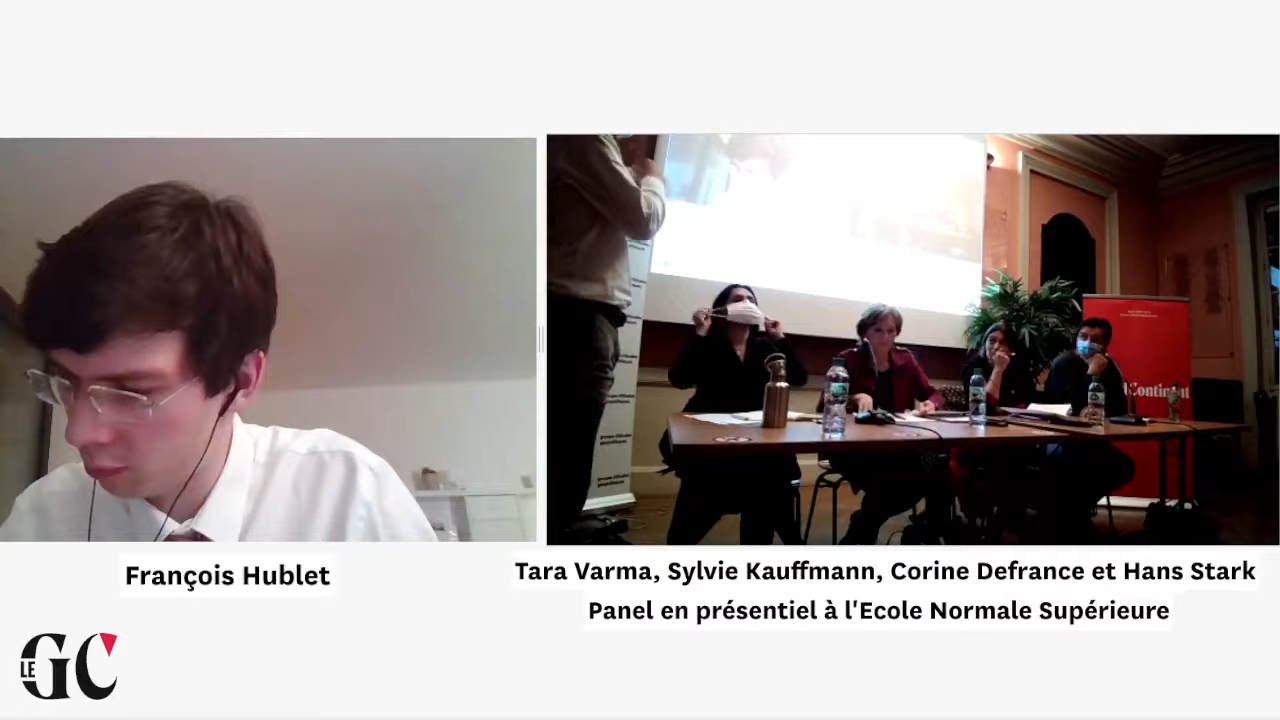 François Hublet
Tara Varma, Sylvie Kauffmann, Corine Defrance et Hans Stark
Panel en présentiel à l'Ecole Normale Supérieure
LE GC